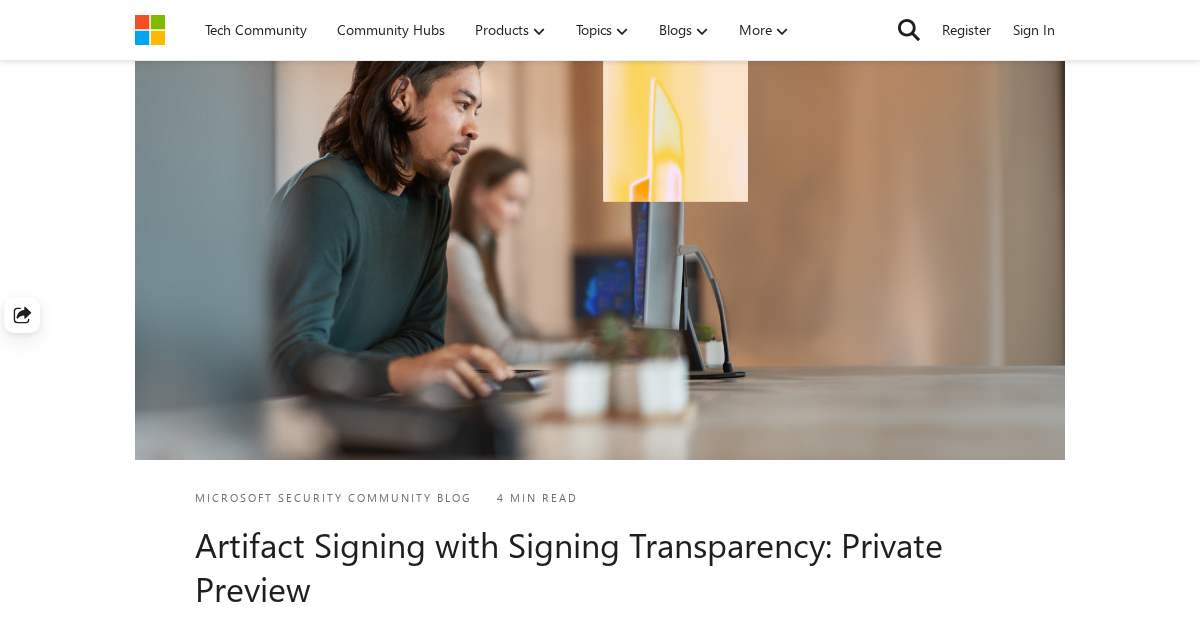 Tech Community Community Hubs Products Topics Blogs More Register Sign In
MICROSOFT SECURITY COMMUNITY BLOG 4 MIN READ
Artifact Signing with Signing Transparency: Private
Preview